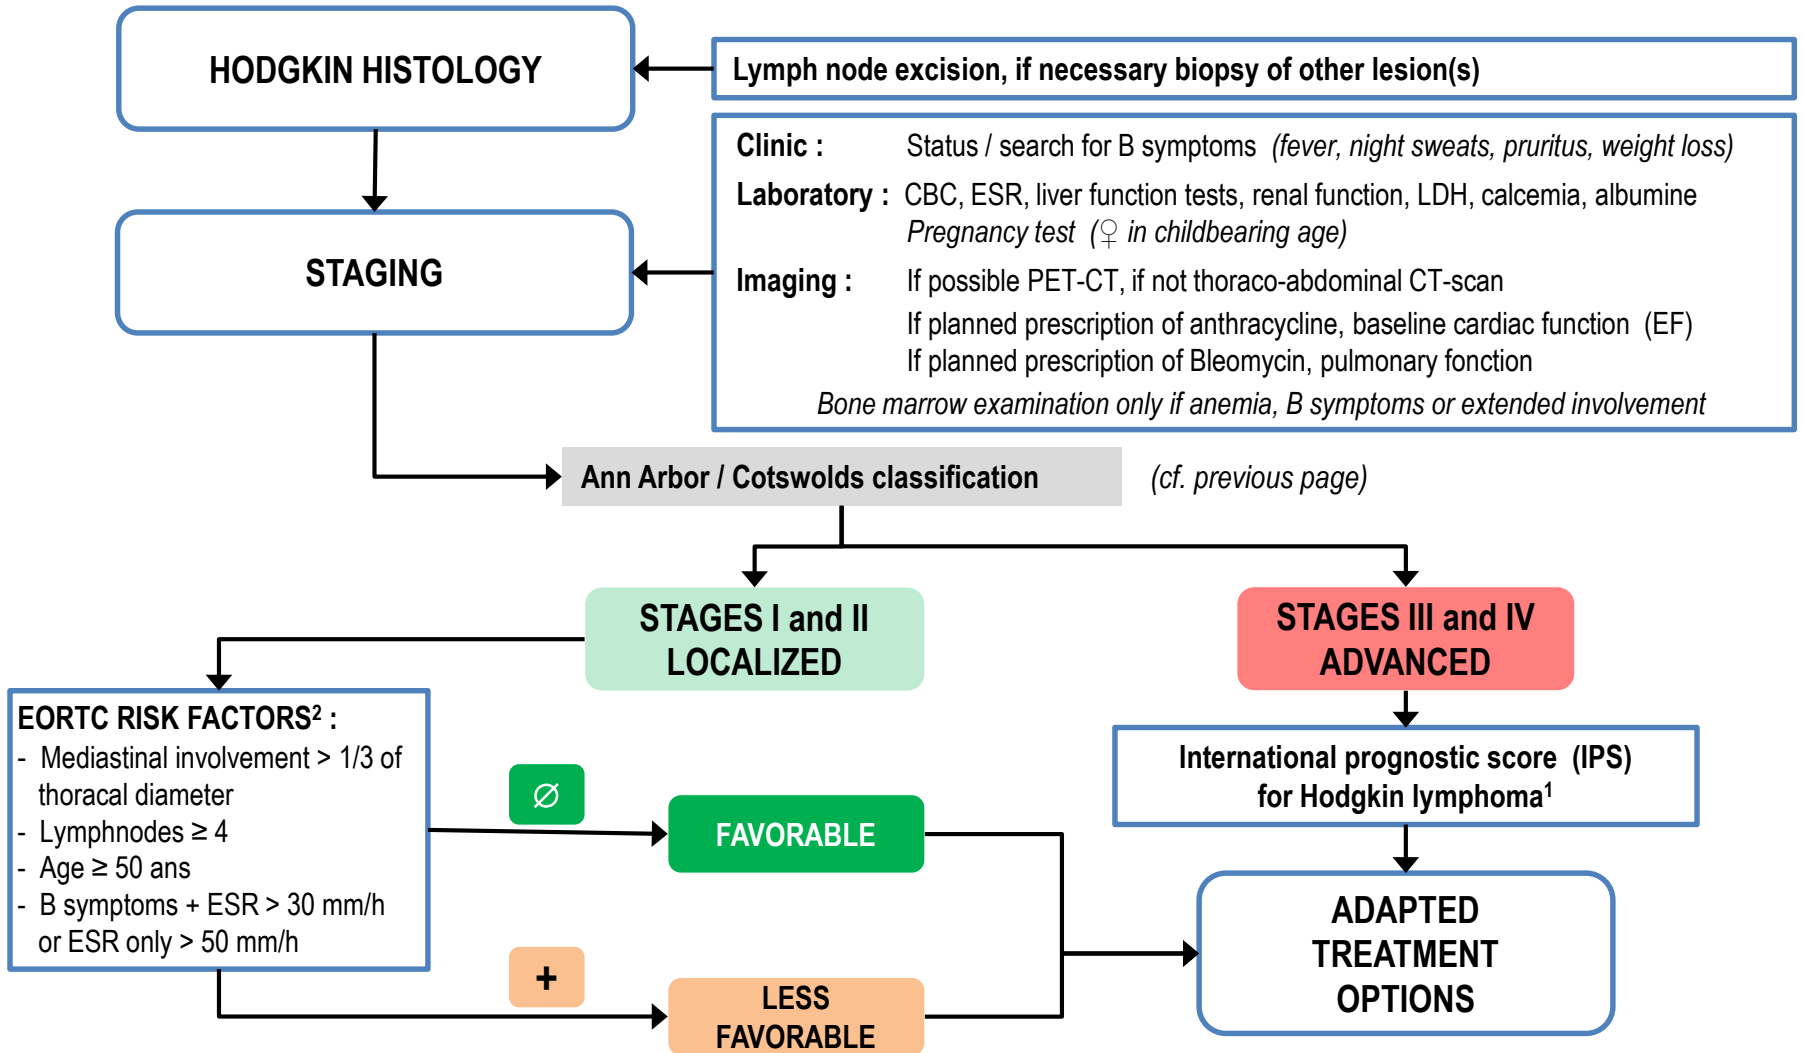 HODGKIN HISTOLOGY
Lymph node excision, if necessary biopsy of other lesion(s)
Clinic : Status / search for B symptoms (fever, night sweats, pruritus, weight loss)
Laboratory : CBC, ESR, liver function tests, renal function, LDH, calcemia, albumine
Pregnancy test (♀ in childbearing age)
STAGING
Imaging : If possible PET-CT, if not thoraco-abdominal CT-scan
If planned prescription of anthracycline, baseline cardiac function (EF)
If planned prescription of Bleomycin, pulmonary fonction
Bone marrow examination only if anemia, B symptoms or extended involvement
Ann Arbor / Cotswolds classification (cf. previous page)
STAGES I and II
LOCALIZED
STAGES III and IV
ADVANCED
EORTC RISK FACTORS² :
- Mediastinal involvement > 1/3 of
thoracal diameter
- Lymphnodes ≥ 4
- Age ≥ 50 ans
- B symptoms + ESR > 30 mm/h
or ESR only > 50 mm/h
∅
FAVORABLE
+
LESS
FAVORABLE
International prognostic score (IPS)
for Hodgkin lymphoma¹
ADAPTED
TREATMENT
OPTIONS